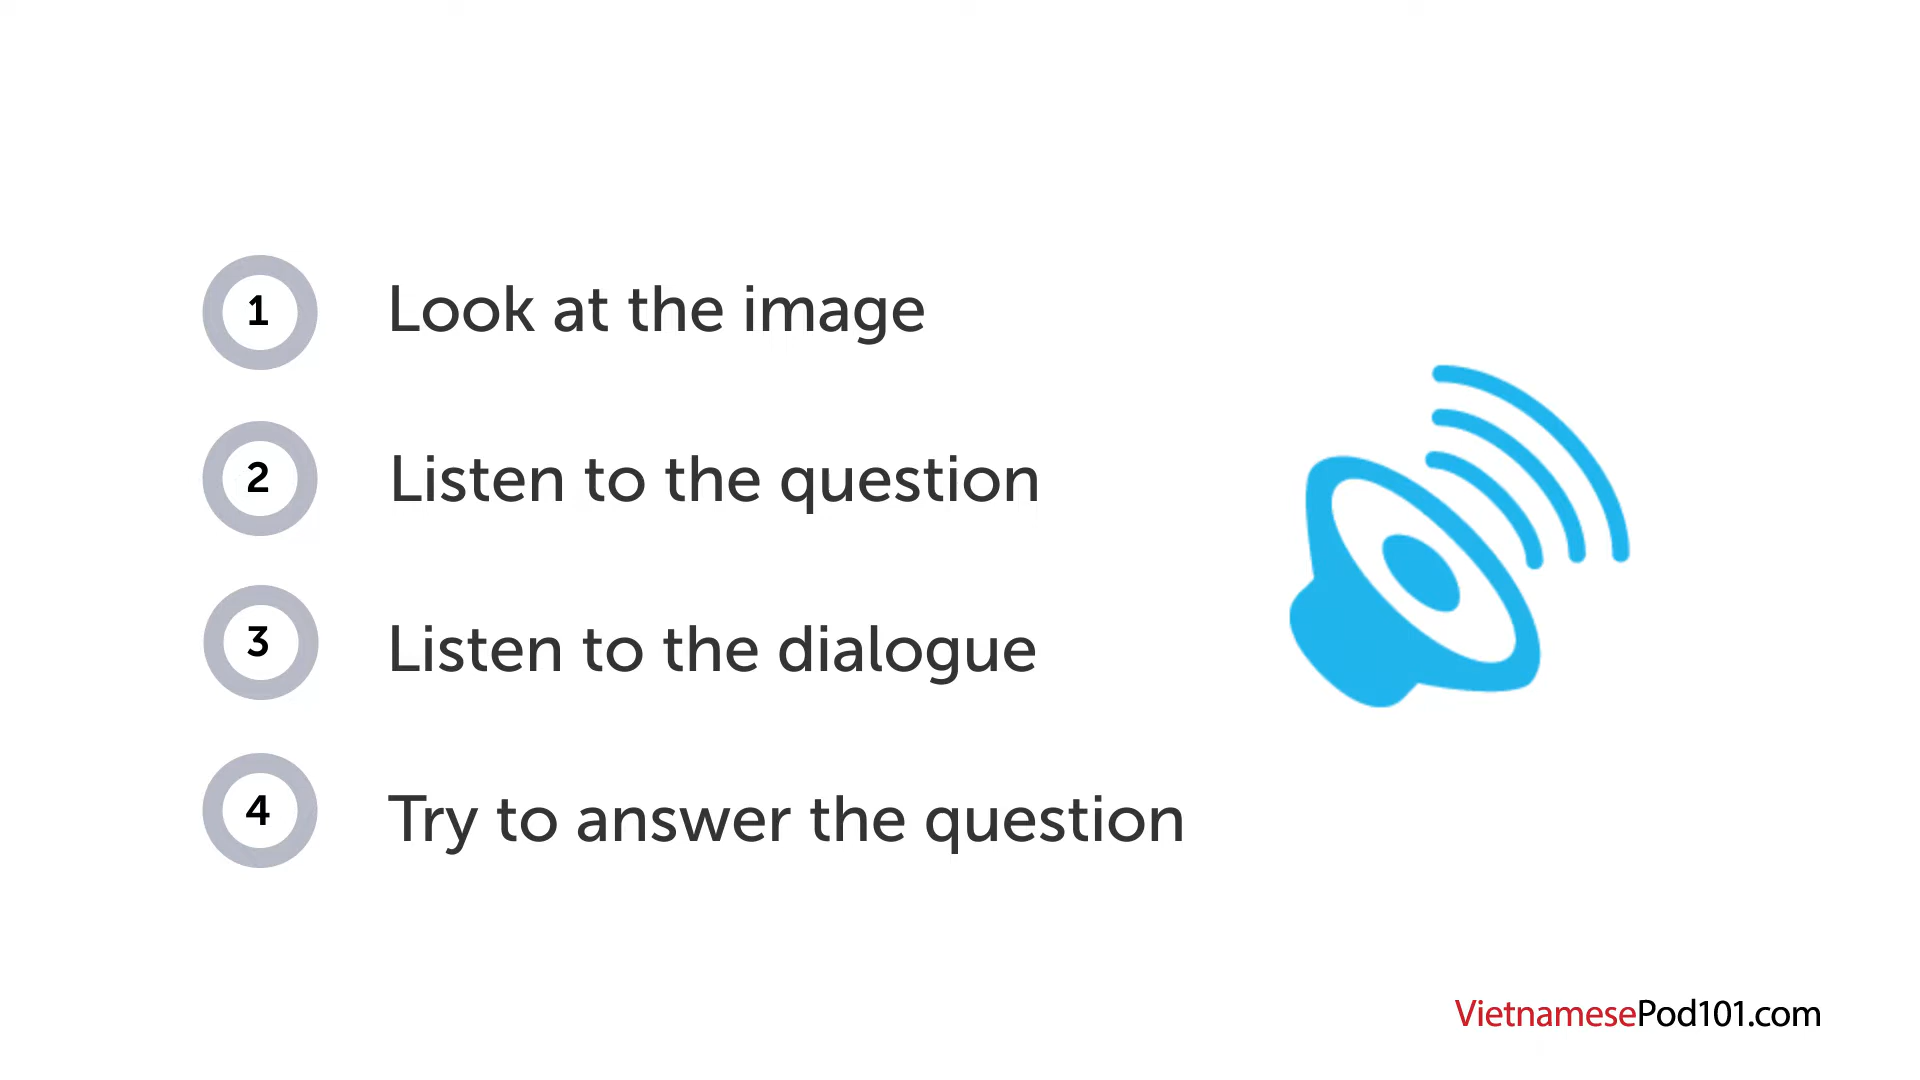 1 Look at the image
2 Listen to the question
3 Listen to the dialogue
4 Try to answer the question
VietnamesePod101.com